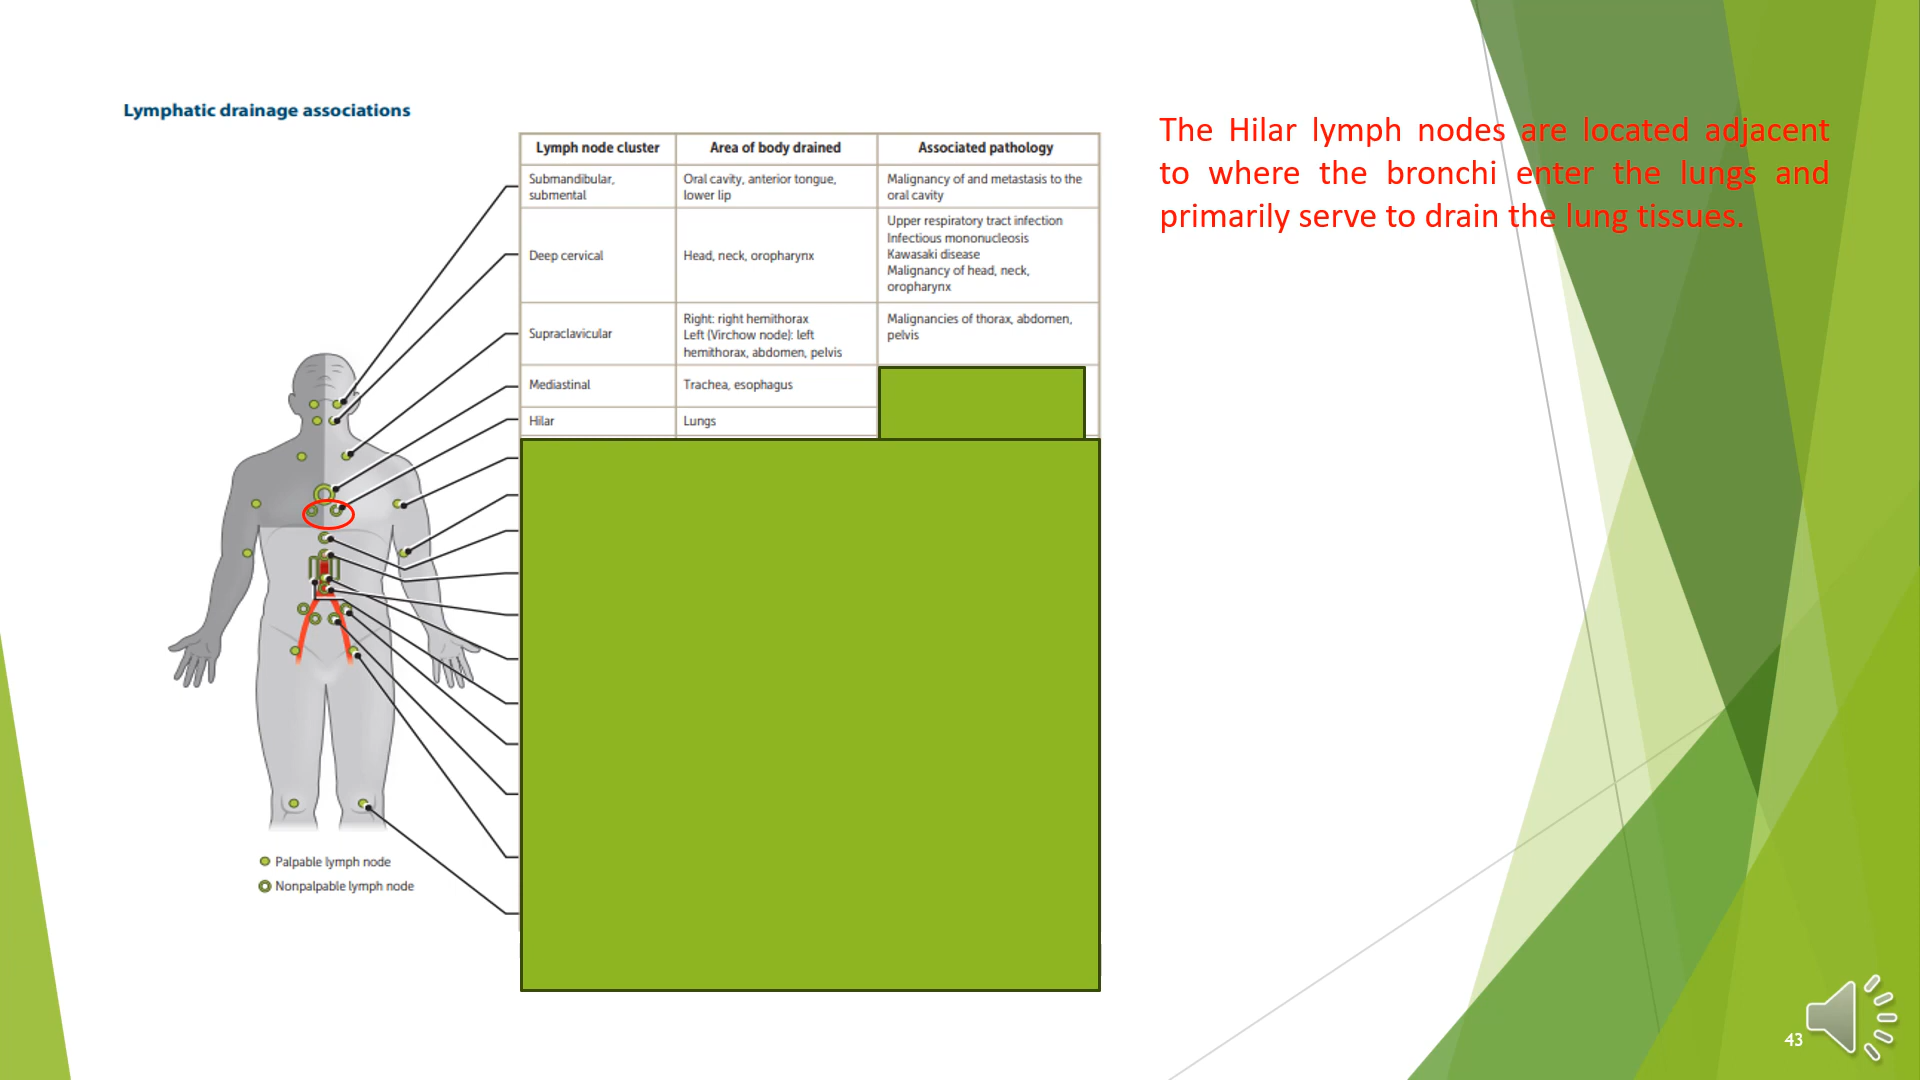 Lymphatic drainage associations
Lymph node cluster Area of body drained Associated pathology
Submandibular, Oral cavity, anterior tongue, Malignancy of and metastasis to the
submental lower lip oral cavity
Upper respiratory tract infection
Infectious mononucleosis
Deep cervical Head, neck, oropharynx Kawasaki disease
Malignancy of head, neck,
oropharynx
Right: right hemithorax Malignancies of thorax, abdomen,
Supraclavicular Left (Virchow node): left pelvis
hemithorax, abdomen, pelvis
Mediastinal Trachea, esophagus
Hilar Lungs
Palpable lymph node
Nonpalpable lymph node
The Hilar lymph nodes are located adjacent
to where the bronchi enter the lungs and
primarily serve to drain the lung tissues.
43